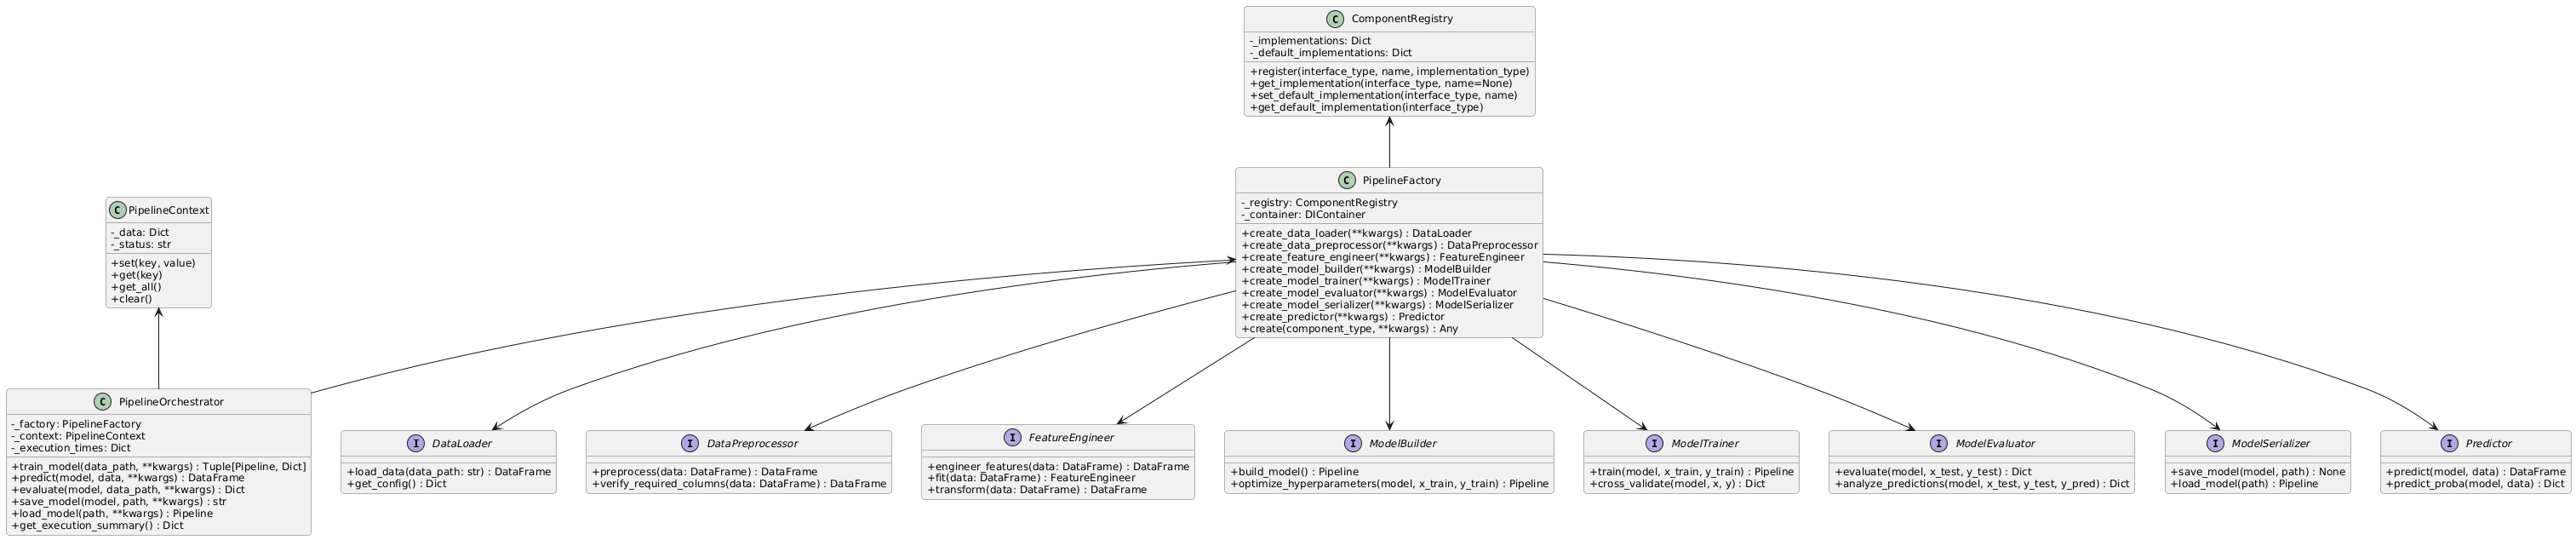 C ComponentRegistry
-_implementations: Dict
-_default_implementations: Dict
+register(interface_type, name, implementation_type)
+get_implementation(interface_type, name=None)
+set_default_implementation(interface_type, name)
+get_default_implementation(interface_type)
C PipelineFactory
-_registry: ComponentRegistry
-_container: DIContainer
+create_data_loader(**kwargs) : DataLoader
+create_data_preprocessor(**kwargs) : DataPreprocessor
+create_feature_engineer(**kwargs) : FeatureEngineer
+create_model_builder(**kwargs) : ModelBuilder
+create_model_trainer(**kwargs) : ModelTrainer
+create_model_evaluator(**kwargs) : ModelEvaluator
+create_model_serializer(**kwargs) : ModelSerializer
+create_predictor(**kwargs) : Predictor
+create(component_type, **kwargs) : Any
C PipelineContext
-_data: Dict
-_status: str
+set(key, value)
+get(key)
+get_all()
+clear()
C PipelineOrchestrator
-_factory: PipelineFactory
-_context: PipelineContext
-_execution_times: Dict
+train_model(data_path, **kwargs) : Tuple[Pipeline, Dict]
+predict(model, data, **kwargs) : DataFrame
+evaluate(model, data_path, **kwargs) : Dict
+save_model(model, path, **kwargs) : str
+load_model(path, **kwargs) : Pipeline
+get_execution_summary() : Dict
I DataLoader
+load_data(data_path: str) : DataFrame
+get_config() : Dict
I DataPreprocessor
+preprocess(data: DataFrame) : DataFrame
+verify_required_columns(data: DataFrame) : DataFrame
I FeatureEngineer
+engineer_features(data: DataFrame) : DataFrame
+fit(data: DataFrame) : FeatureEngineer
+transform(data: DataFrame) : DataFrame
I ModelBuilder
+build_model() : Pipeline
+optimize_hyperparameters(model, x_train, y_train) : Pipeline
I ModelTrainer
+train(model, x_train, y_train) : Pipeline
+cross_validate(model, x, y) : Dict
I ModelEvaluator
+evaluate(model, x_test, y_test) : Dict
+analyze_predictions(model, x_test, y_test, y_pred) : Dict
I ModelSerializer
+save_model(model, path) : None
+load_model(path) : Pipeline
I Predictor
+predict(model, data) : DataFrame
+predict_proba(model, data) : Dict